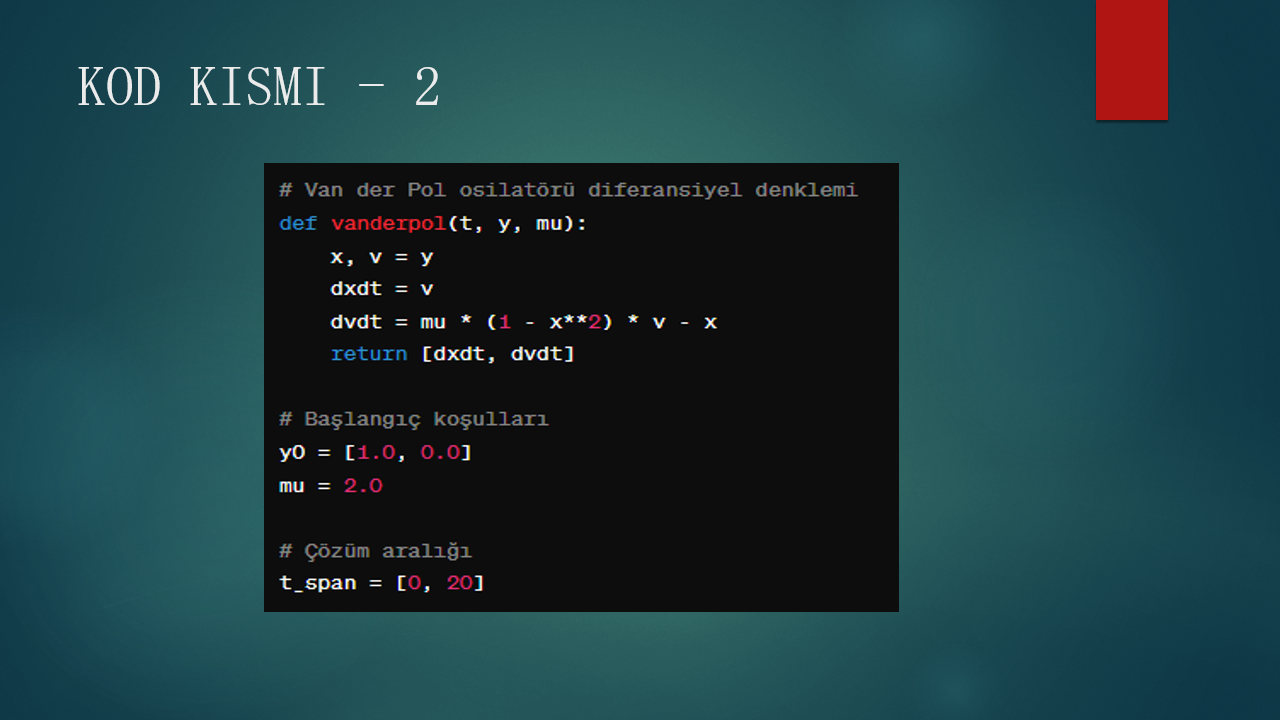 KOD KISMI - 2
# Van der Pol osilatörü diferansiyel denklemi
def vanderpol(t, y, mu):
    x, v = y
    dxdt = v
    dvdt = mu * (1 - x**2) * v - x
    return [dxdt, dvdt]
# Başlangıç koşulları
y0 = [1.0, 0.0]
mu = 2.0
# Çözüm aralığı
t_span = [0, 20]